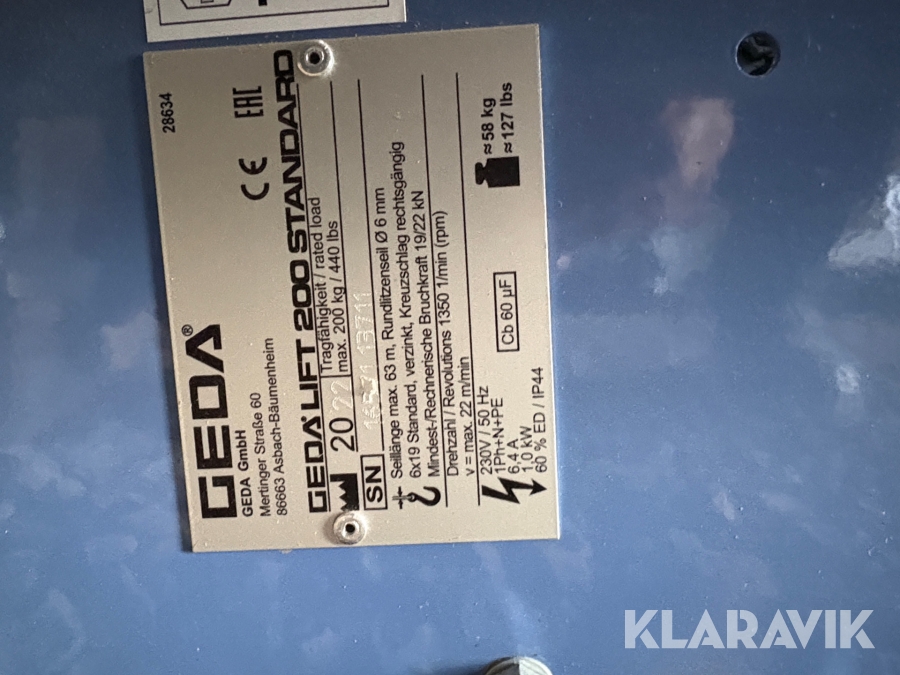 28634
CE EAC
GEDA®
GEDA GmbH
Mertinger Straße 60
86663 Asbach-Bäumenheim
GEDA® LIFT 200 STANDARD
2022
Tragfähigkeit / rated load
max. 200 kg / 440 lbs
SN
Seillänge max. 63 m, Rundlitzenseil Ø 6 mm
6x19 Standard, verzinkt, Kreuzschlag rechtsgängig
Mindest-/Rechnerische Bruchkraft 19/22 kN
Drehzahl / Revolutions 1350 1/min (rpm)
v = max. 22 m/min
230V / 50 Hz
1Ph+N+PE
6,4 A
1,0 kW
60 % ED / IP44
Cb 60 µF
≈58 kg
≈127 lbs
KLARAVIK